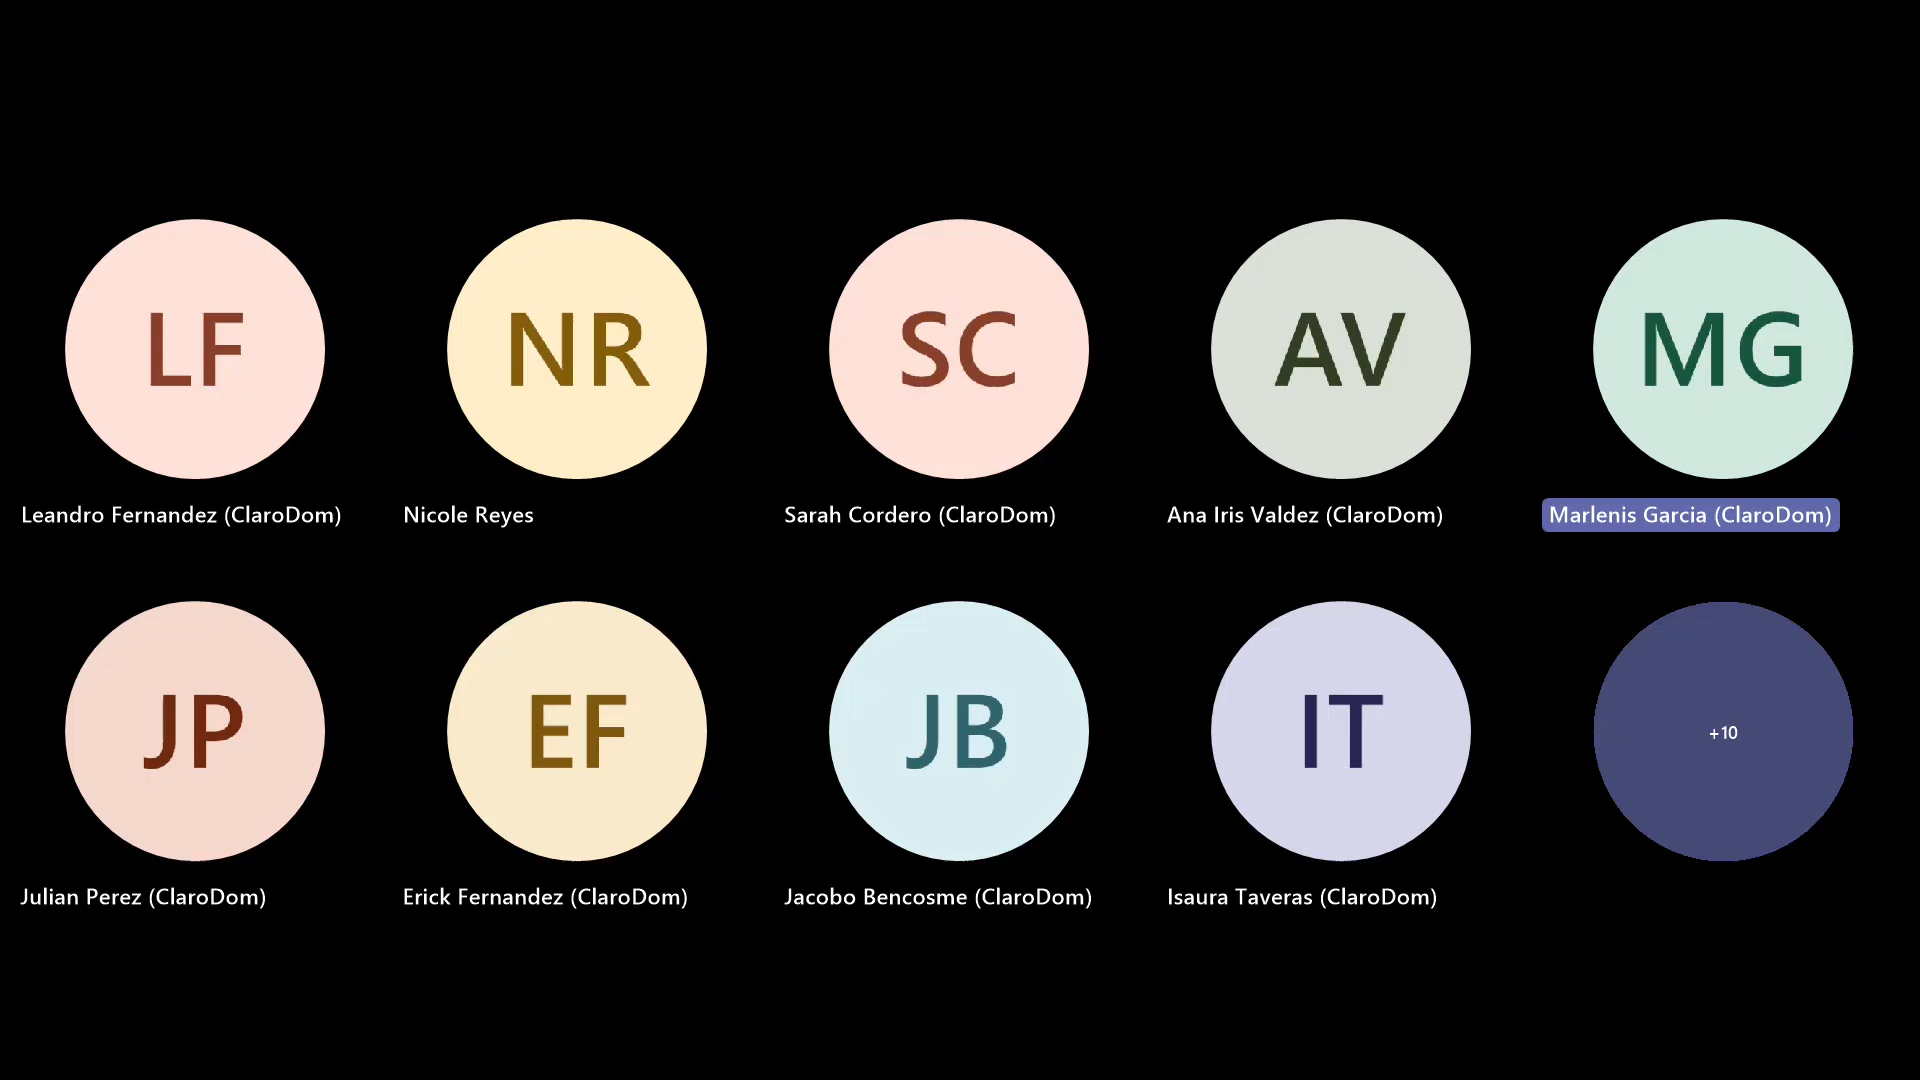 LF
NR
SC
AV
MG
Leandro Fernandez (ClaroDom)
Nicole Reyes
Sarah Cordero (ClaroDom)
Ana Iris Valdez (ClaroDom)
Marlenis Garcia (ClaroDom)
JP
EF
JB
IT
+10
Julian Perez (ClaroDom)
Erick Fernandez (ClaroDom)
Jacobo Bencosme (ClaroDom)
Isaura Taveras (ClaroDom)